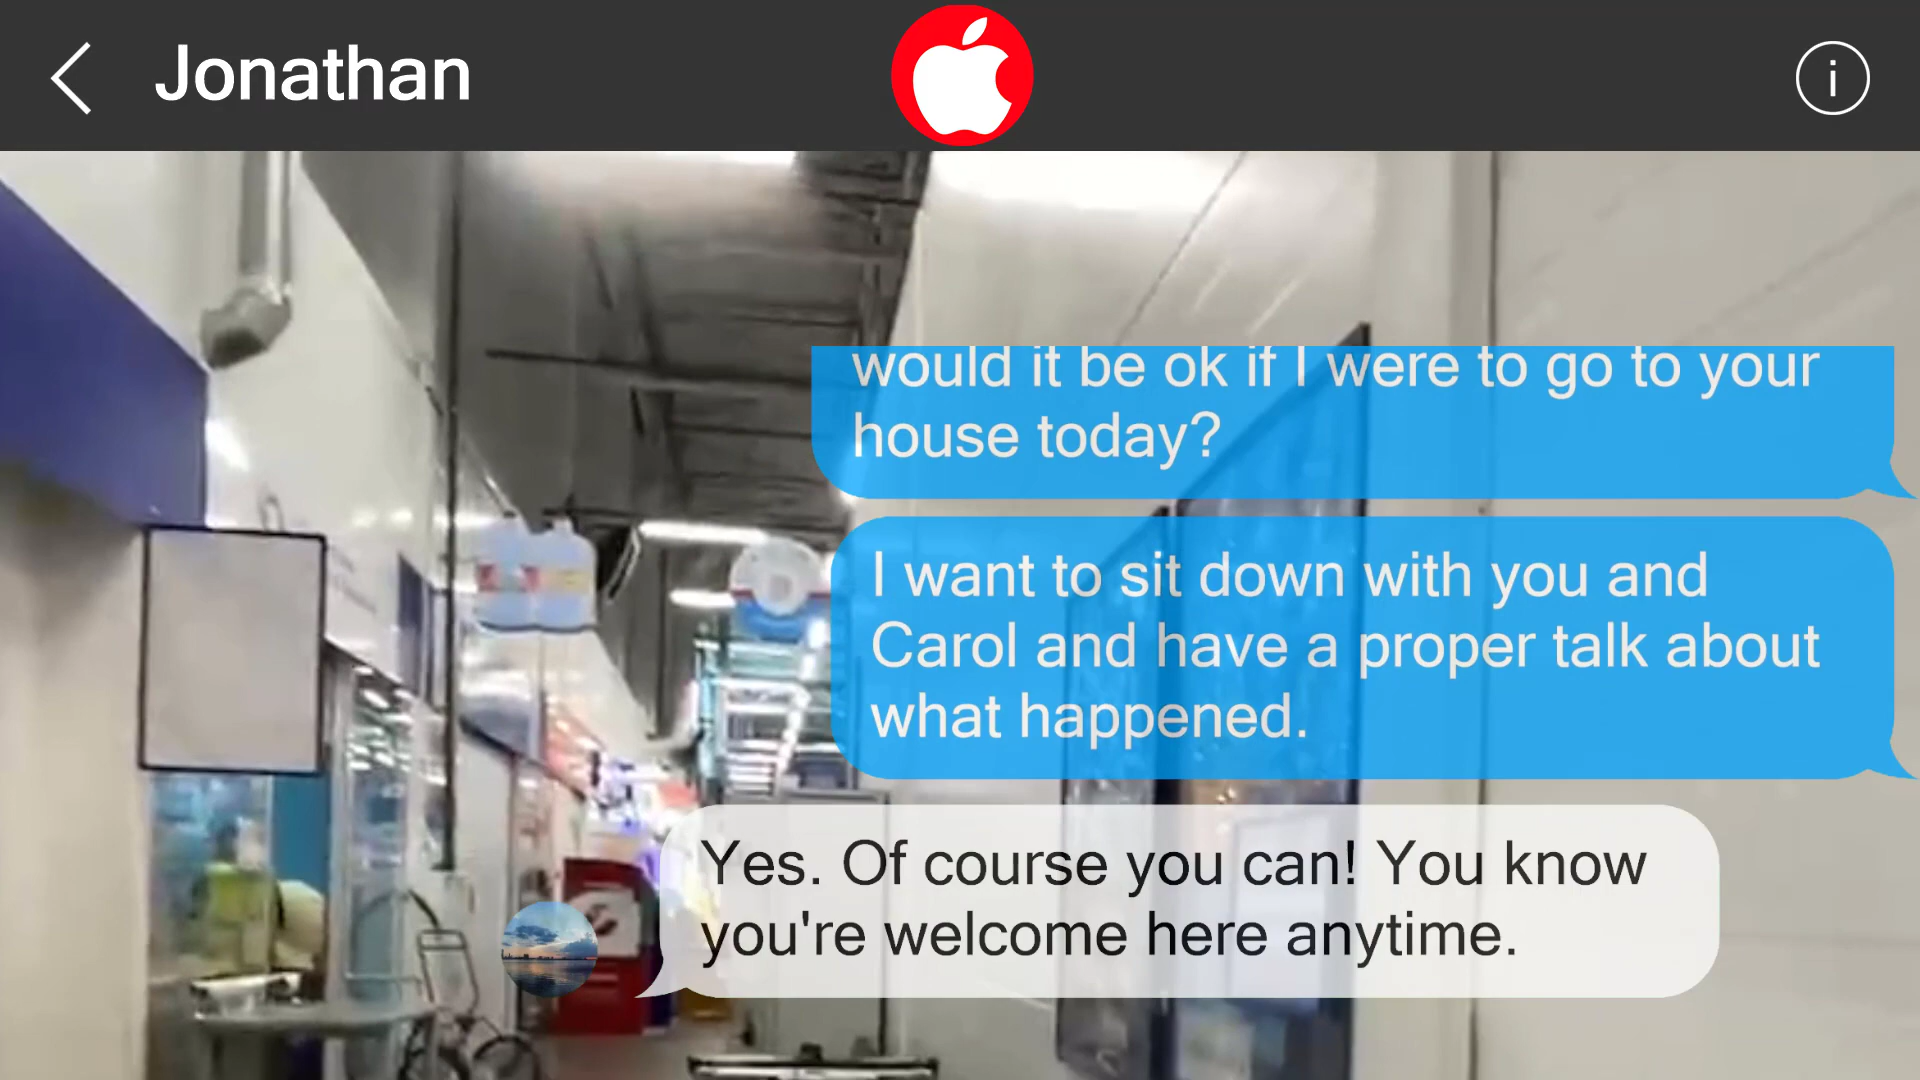 Jonathan
i
would it be ok if I were to go to your
house today?
I want to sit down with you and
Carol and have a proper talk about
what happened.
Yes. Of course you can! You know
you're welcome here anytime.